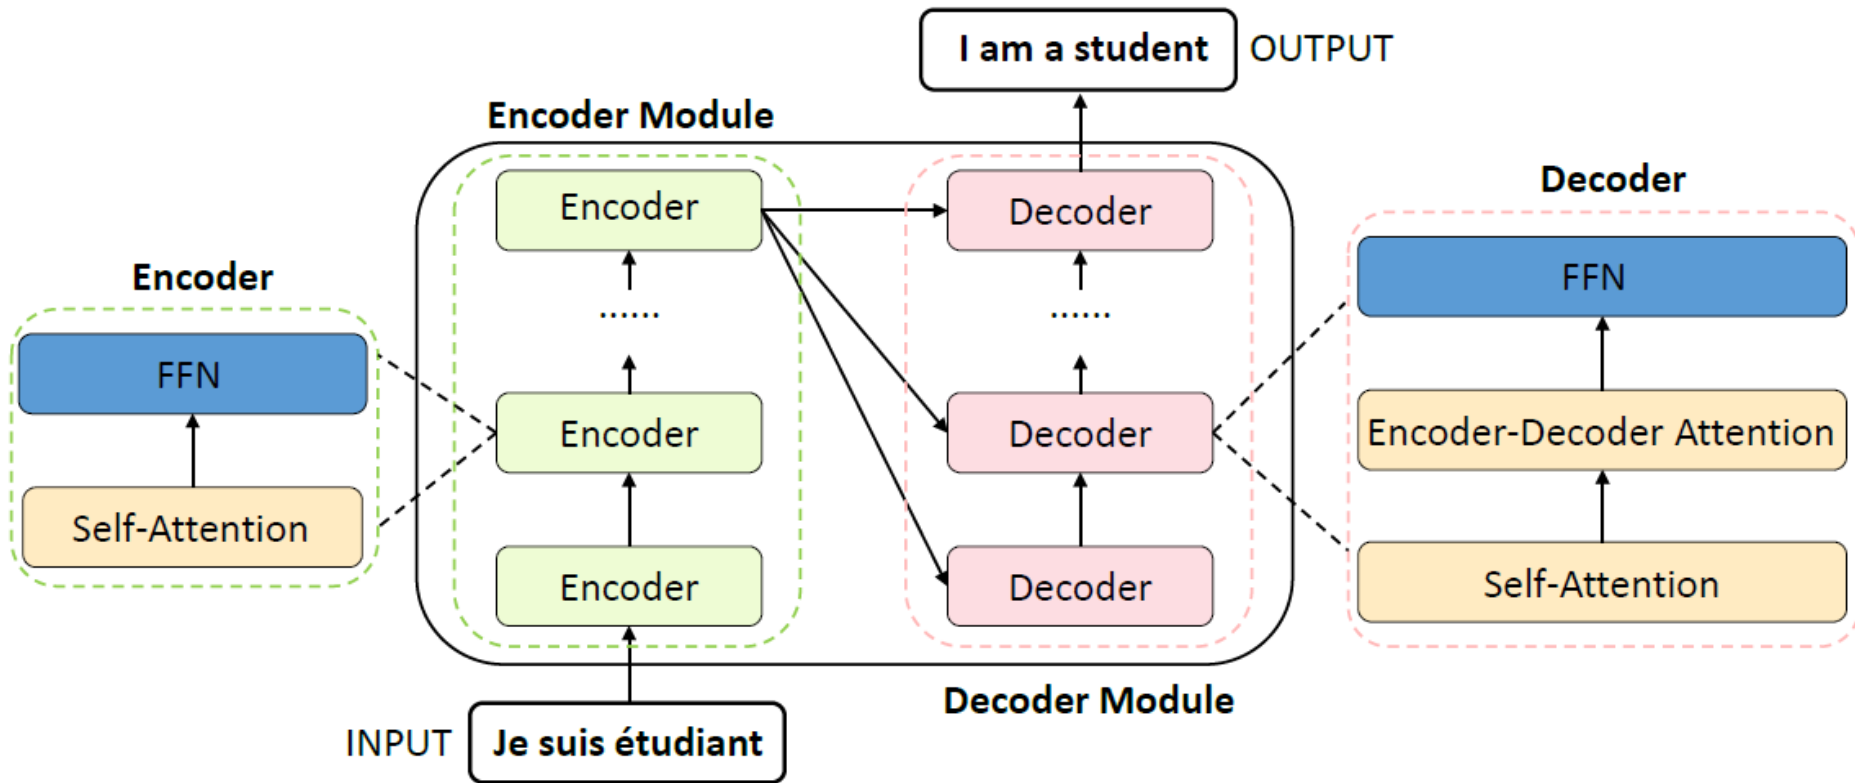 I am a student
OUTPUT
Encoder Module
Encoder
Decoder
Decoder
Encoder
......
......
FFN
FFN
Encoder
Decoder
Encoder-Decoder Attention
Self-Attention
Encoder
Decoder
Self-Attention
Decoder Module
INPUT
Je suis étudiant